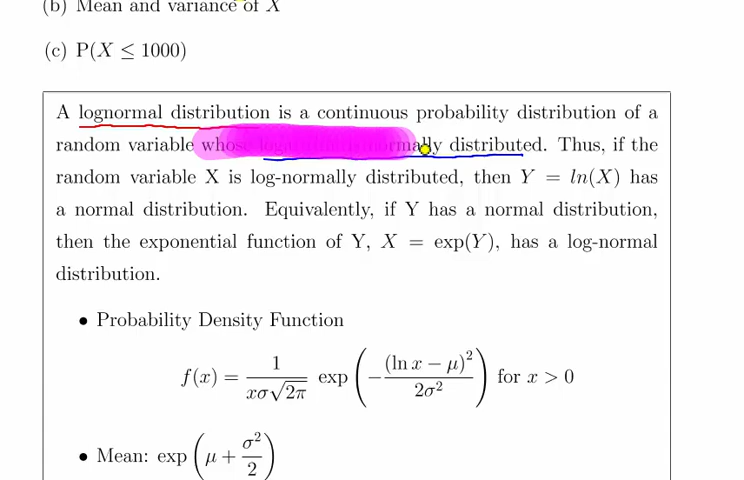 (b) Mean and variance of X
(c) P(X ≤ 1000)
A lognormal distribution is a continuous probability distribution of a
random variable whose normally distributed. Thus, if the
random variable X is log-normally distributed, then Y = ln(X) has
a normal distribution. Equivalently, if Y has a normal distribution,
then the exponential function of Y, X = exp(Y), has a log-normal
distribution.
• Probability Density Function
f(x) = 1/(xσ√2π) exp(−(ln x − μ)²/2σ²) for x > 0
• Mean: exp(μ + σ²/2)